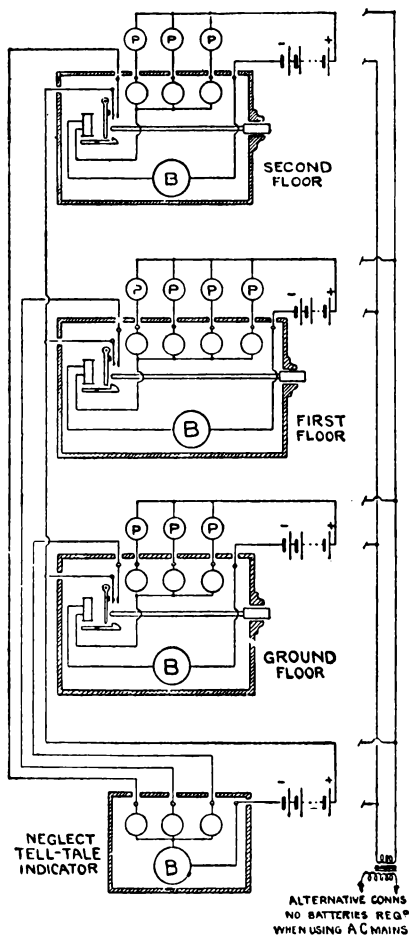 P P P
- +
B
SECOND
FLOOR
P P P P
- +
B
FIRST
FLOOR
P P P
- +
B
GROUND
FLOOR
- +
NEGLECT
TELL-TALE
INDICATOR
B
ALTERNATIVE CONNS
NO BATTERIES REQD
WHEN USING A C MAINS